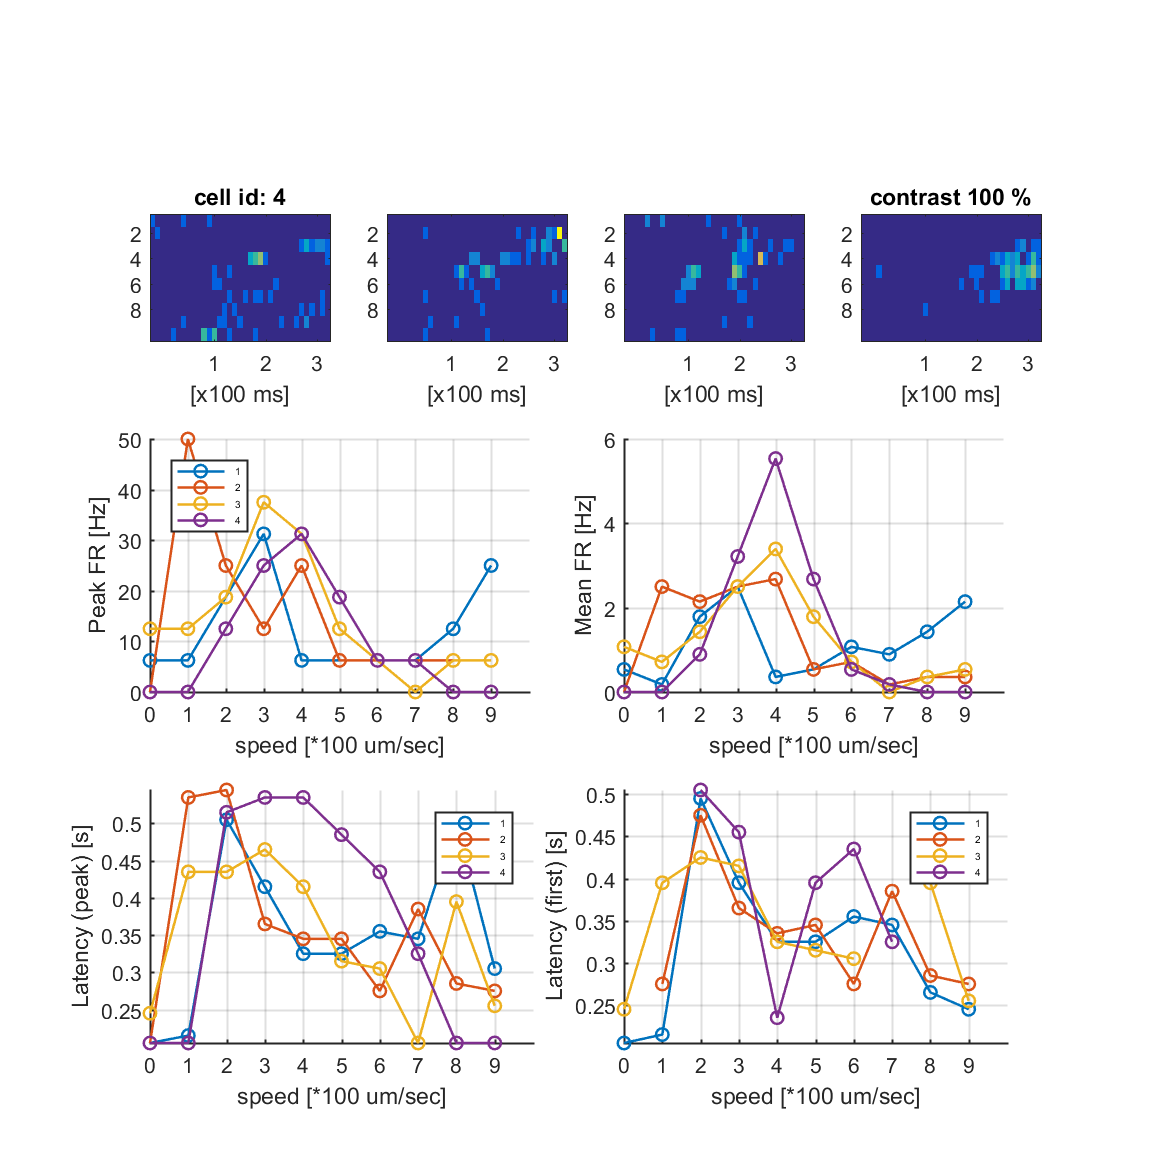 cell id: 4
contrast 100 %
2 2 2 2
4 4 4 4
6 6 6 6
8 8 8 8
1 2 3 1 2 3 1 2 3 1 2 3
[x100 ms] [x100 ms] [x100 ms] [x100 ms]
50
40
30
20
10
0
Peak FR [Hz]
1
2
3
4
0 1 2 3 4 5 6 7 8 9
speed [*100 um/sec]
6
4
2
0
Mean FR [Hz]
0 1 2 3 4 5 6 7 8 9
speed [*100 um/sec]
0.5
0.45
0.4
0.35
0.3
0.25
Latency (peak) [s]
1
2
3
4
0 1 2 3 4 5 6 7 8 9
speed [*100 um/sec]
0.5
0.45
0.4
0.35
0.3
0.25
Latency (first) [s]
1
2
3
4
0 1 2 3 4 5 6 7 8 9
speed [*100 um/sec]